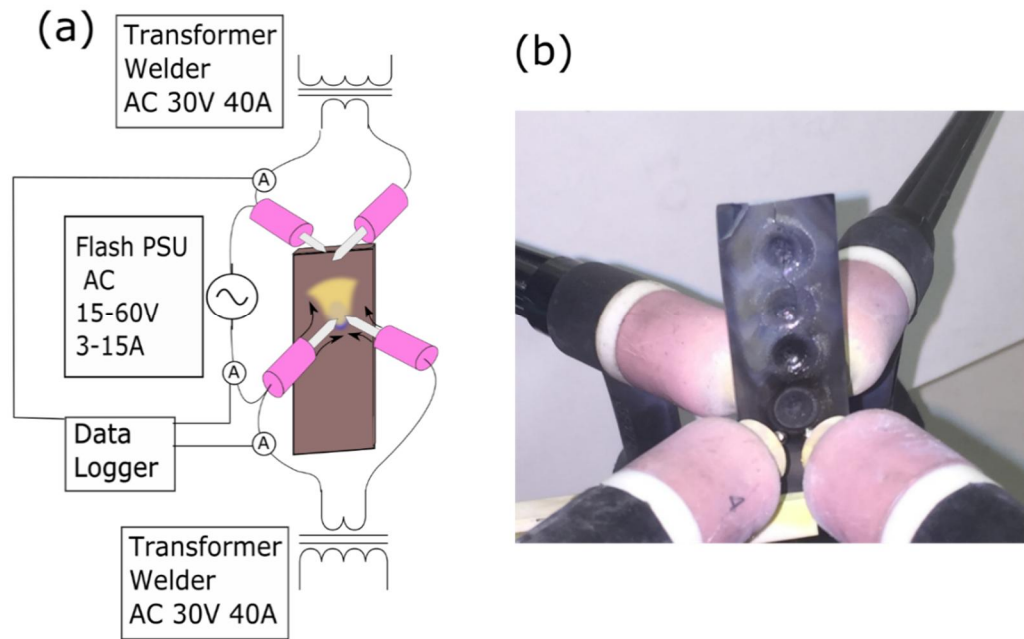 (a)
Transformer
Welder
AC 30V 40A
A
Flash PSU
AC
15-60V
3-15A
A
A
Data
Logger
Transformer
Welder
AC 30V 40A
(b)